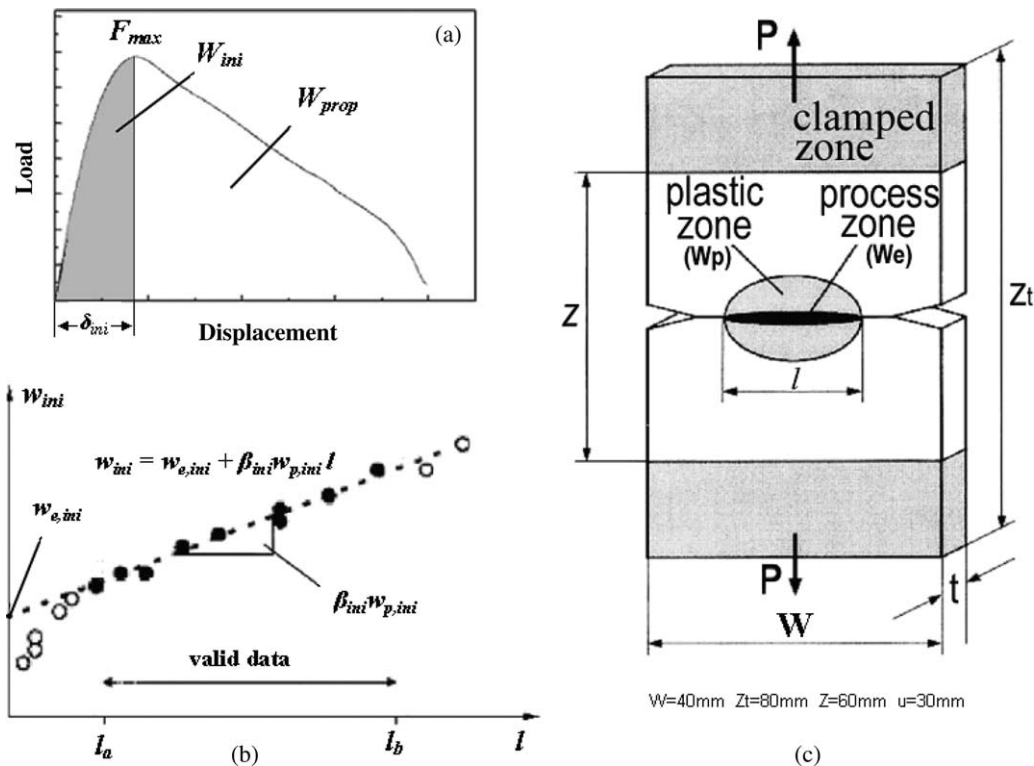 (a)
F_max
W_ini
W_prop
Load
δ_ini
Displacement
w_ini
w_ini = w_e,ini + β_ini w_p,ini l
w_e,ini
β_ini w_p,ini
valid data
l_a
l_b
l
(b)
P
clamped
zone
plastic
zone
(Wp)
process
zone
(We)
Z
Zt
l
P
t
W
W=40mm Zt=80mm Z=60mm u=30mm
(c)